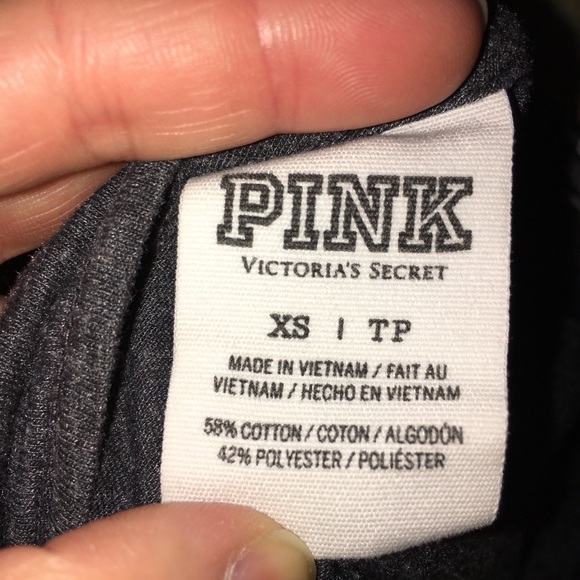 PINK
VICTORIA'S SECRET
XS | TP
MADE IN VIETNAM / FAIT AU
VIETNAM / HECHO EN VIETNAM
58% COTTON / COTON / ALGODÓN
42% POLYESTER / POLIÉSTER